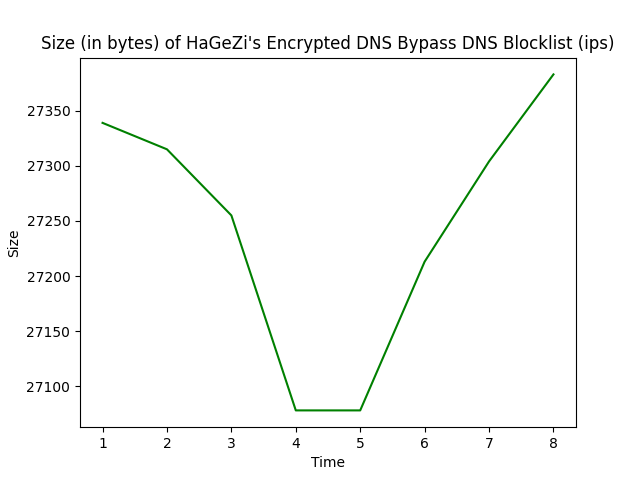 Size (in bytes) of HaGeZi's Encrypted DNS Bypass DNS Blocklist (ips)
27350
27300
27250
27200
27150
27100
Size
1 2 3 4 5 6 7 8
Time